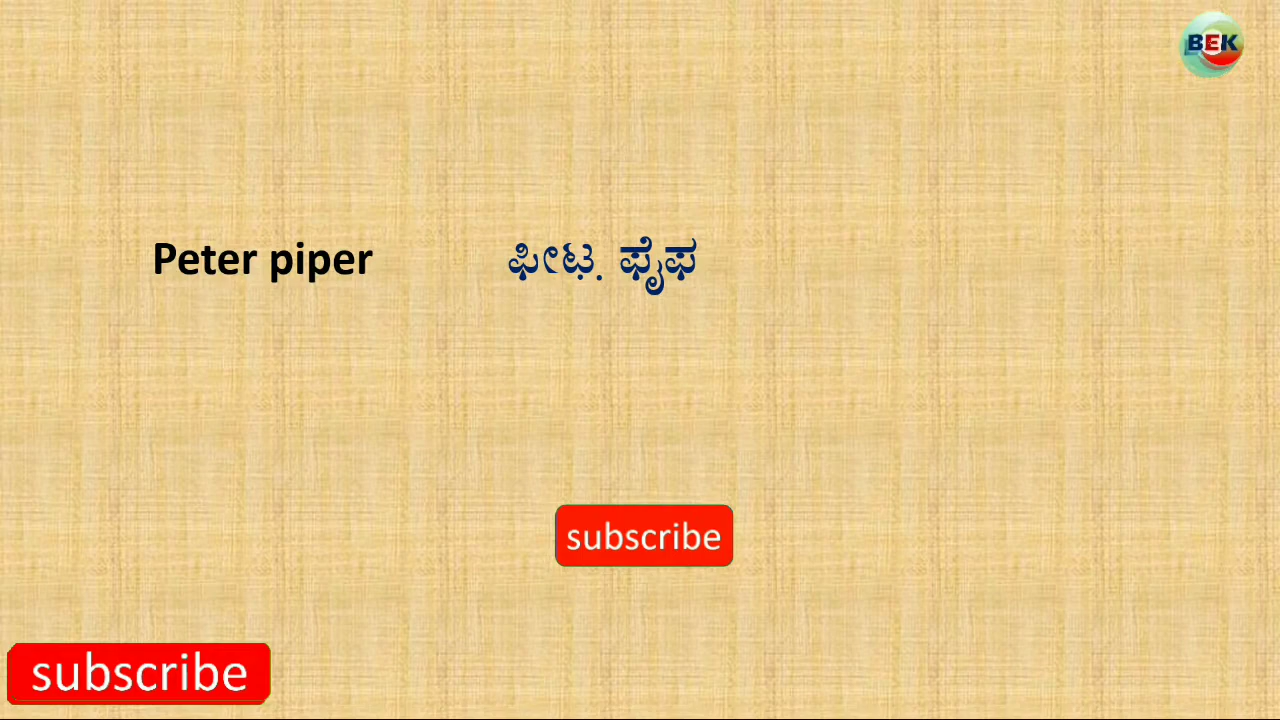 BEK
Peter piper ಫೀಟ಼. ಫೈಫ
subscribe
subscribe